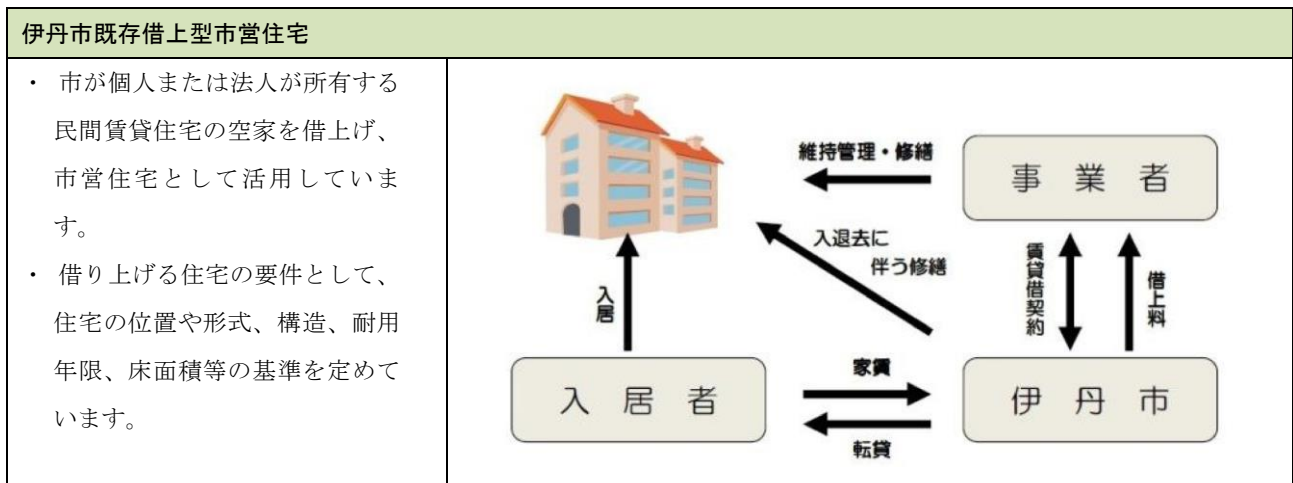 伊丹市既存借上型市営住宅
・ 市が個人または法人が所有する
民間賃貸住宅の空家を借上げ、
市営住宅として活用していま
す。
・ 借り上げる住宅の要件として、
住宅の位置や形式、構造、耐用
年限、床面積等の基準を定めて
います。
維持管理・修繕
事業者
入退去に
伴う修繕
賃貸借契約
借上料
入居
入居者
家賃
転貸
伊丹市